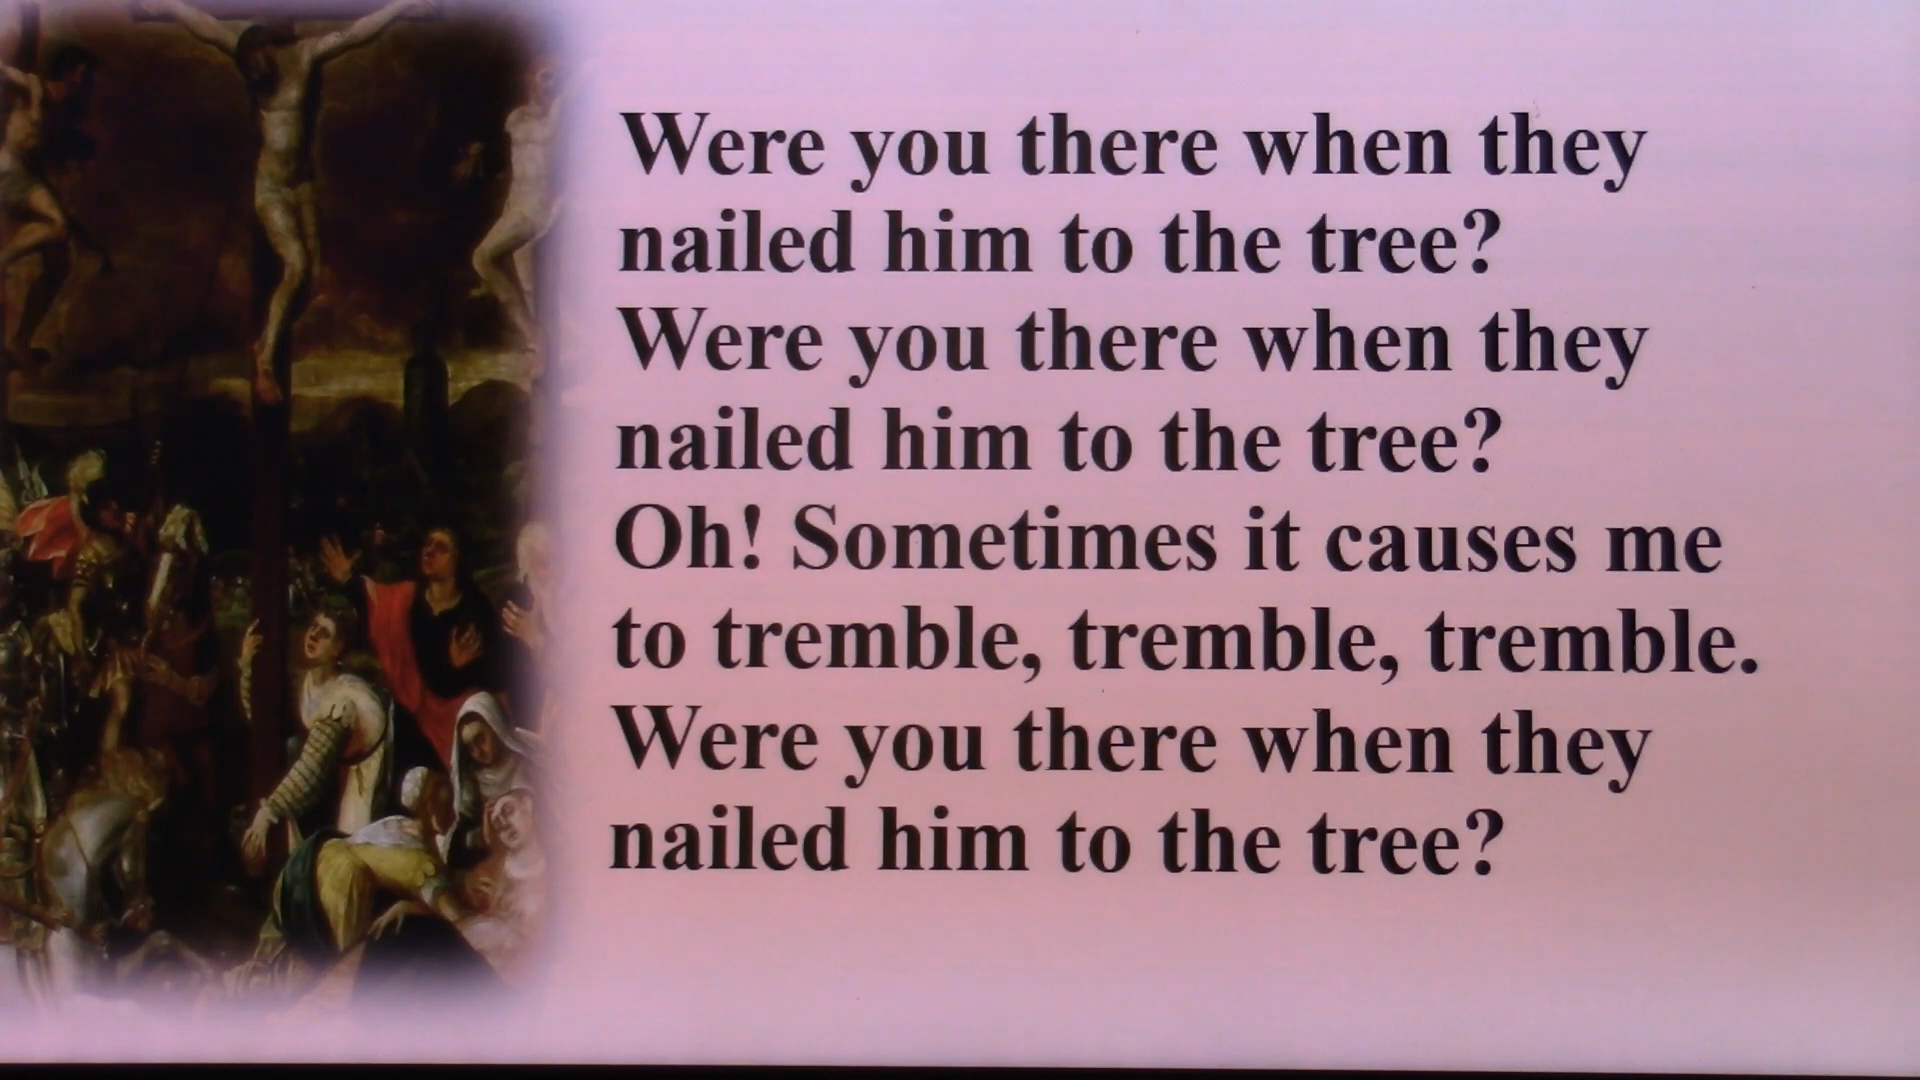 Were you there when they
nailed him to the tree?
Were you there when they
nailed him to the tree?
Oh! Sometimes it causes me
to tremble, tremble, tremble.
Were you there when they
nailed him to the tree?